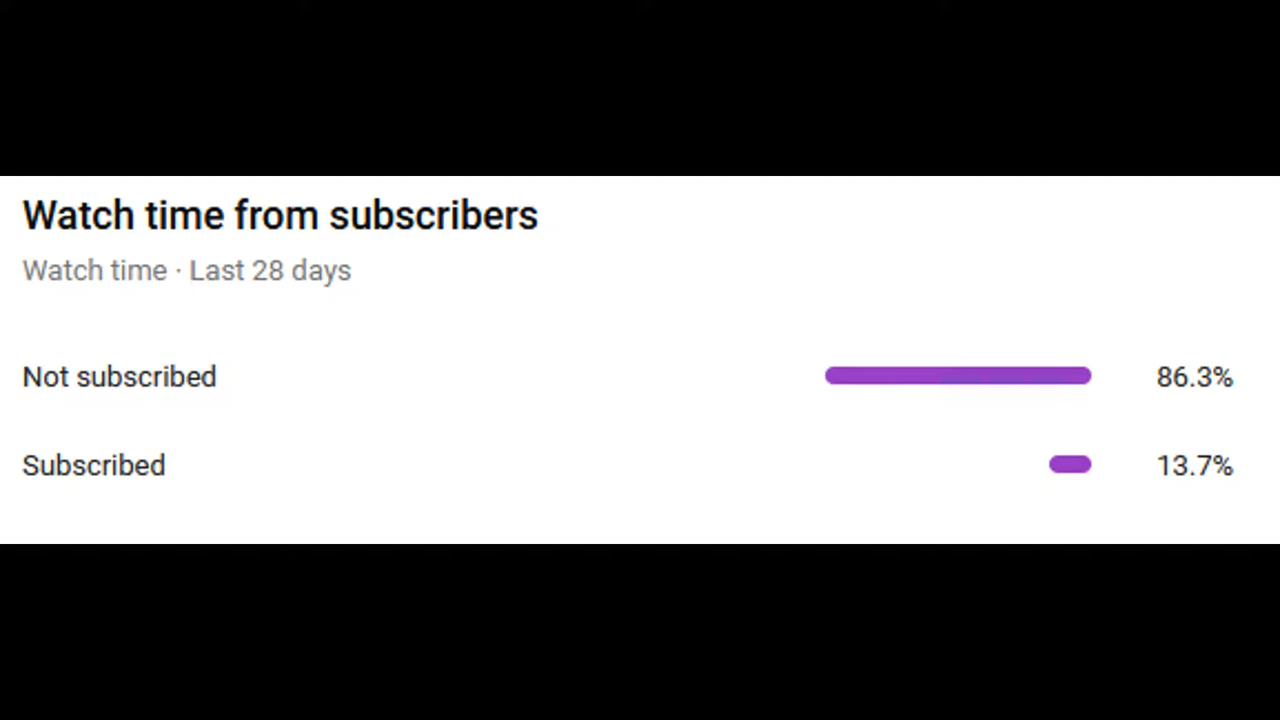 Watch time from subscribers
Watch time · Last 28 days
Not subscribed 86.3%
Subscribed 13.7%